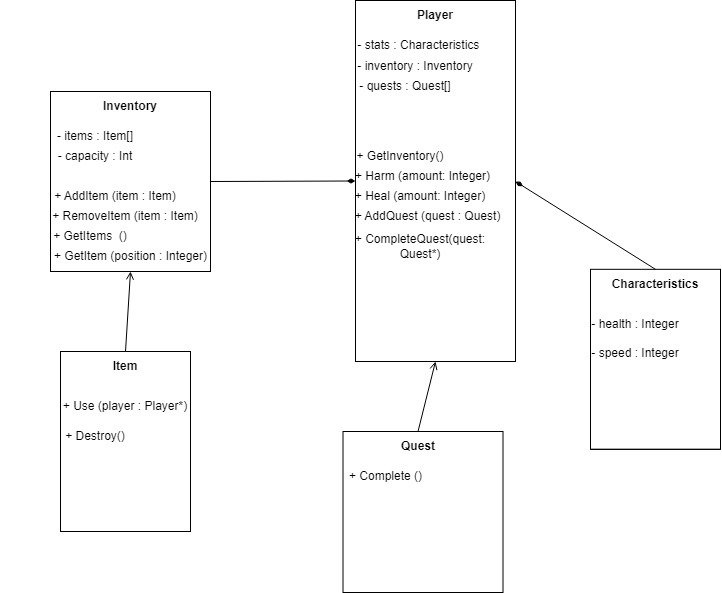 Player
- stats : Characteristics
- inventory : Inventory
- quests : Quest[]
+ GetInventory()
+ Harm (amount: Integer)
+ Heal (amount: Integer)
+ AddQuest (quest : Quest)
+ CompleteQuest(quest:
Quest*)
Inventory
- items : Item[]
- capacity : Int
+ AddItem (item : Item)
+ RemoveItem (item : Item)
+ GetItems  ()
+ GetItem (position : Integer)
Characteristics
- health : Integer
- speed : Integer
Item
+ Use (player : Player*)
+ Destroy()
Quest
+ Complete ()